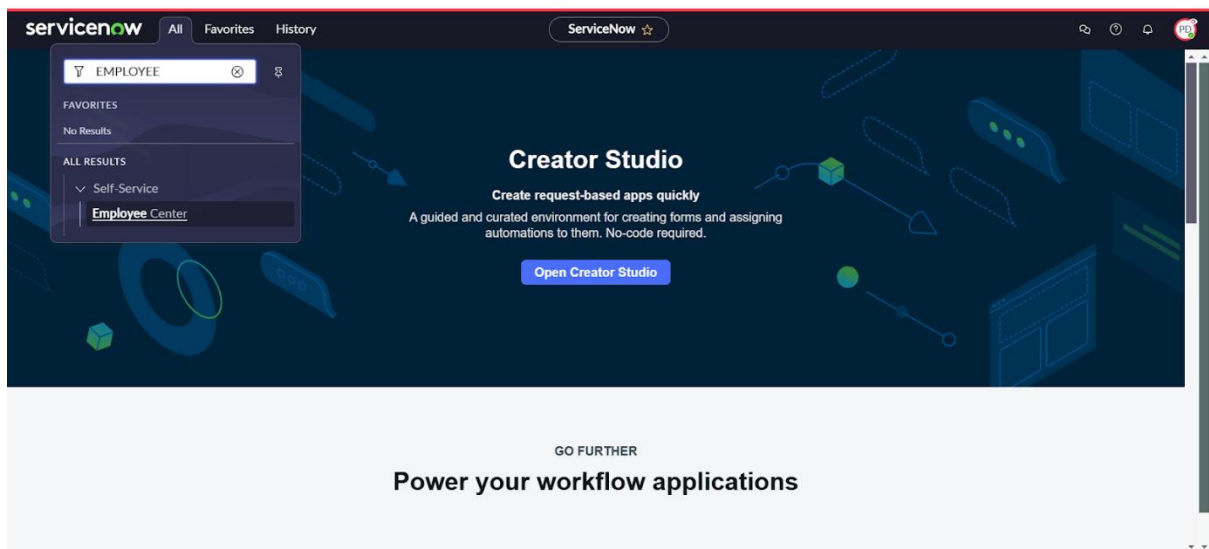 servicenow All Favorites History ServiceNow PD
EMPLOYEE
FAVORITES
No Results
ALL RESULTS
Self-Service
Employee Center
Creator Studio
Create request-based apps quickly
A guided and curated environment for creating forms and assigning
automations to them. No-code required.
Open Creator Studio
GO FURTHER
Power your workflow applications